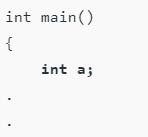 int main()
{
    int a;
.
.